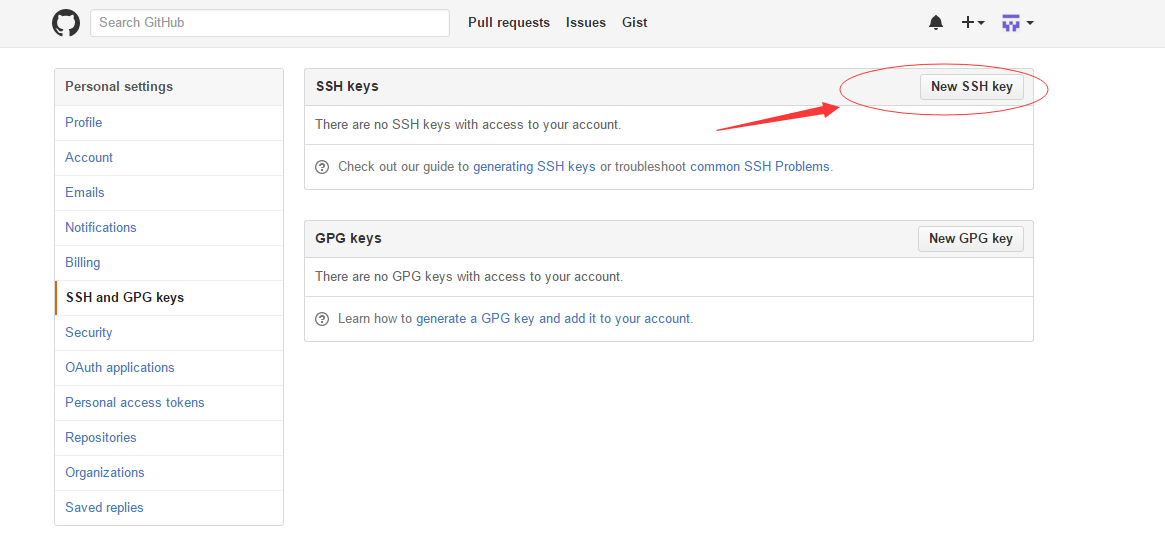 Search GitHub Pull requests Issues Gist
Personal settings
Profile
Account
Emails
Notifications
Billing
SSH and GPG keys
Security
OAuth applications
Personal access tokens
Repositories
Organizations
Saved replies
SSH keys New SSH key
There are no SSH keys with access to your account.
Check out our guide to generating SSH keys or troubleshoot common SSH Problems.
GPG keys New GPG key
There are no GPG keys with access to your account.
Learn how to generate a GPG key and add it to your account.